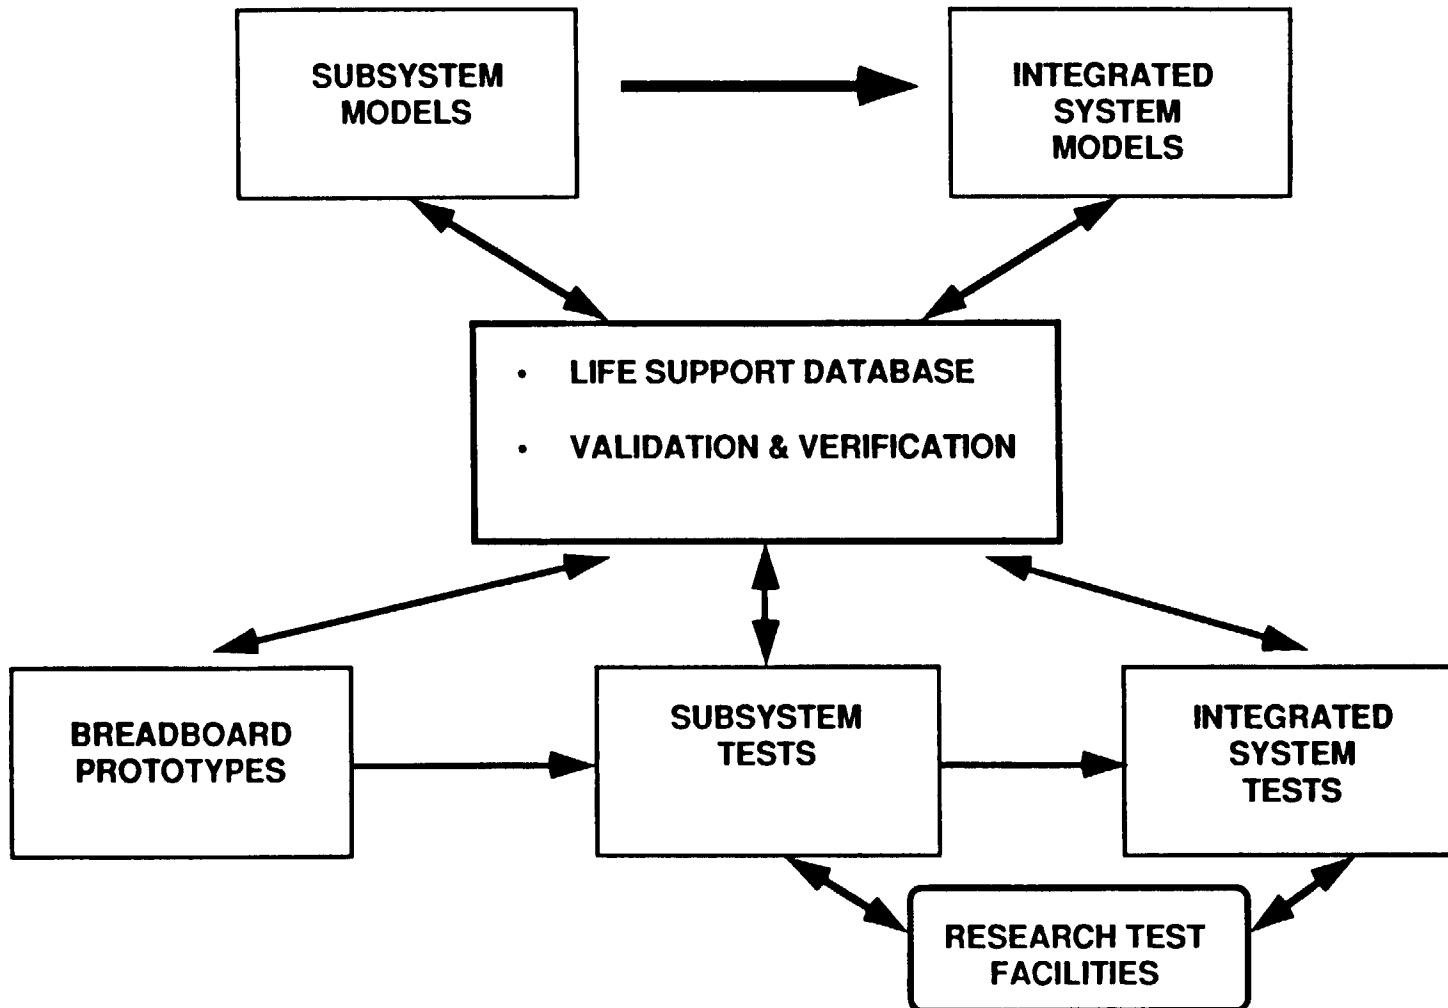 SUBSYSTEM
MODELS
INTEGRATED
SYSTEM
MODELS
• LIFE SUPPORT DATABASE
• VALIDATION & VERIFICATION
BREADBOARD
PROTOTYPES
SUBSYSTEM
TESTS
INTEGRATED
SYSTEM
TESTS
RESEARCH TEST
FACILITIES